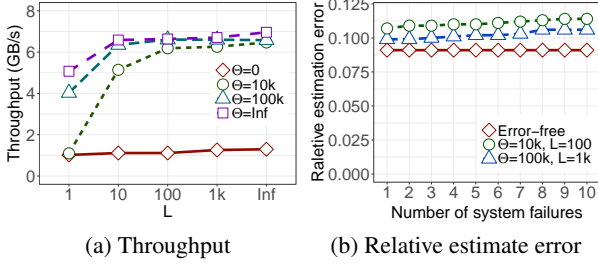 Throughput (GB/s)
8
6
4
2
0
Θ=0
Θ=10k
Θ=100k
Θ=Inf
1 10 100 1k Inf
L
(a) Throughput
Raletive estimation error
0.125
0.100
0.075
0.050
0.025
0.000
Error-free
Θ=10k, L=100
Θ=100k, L=1k
1 2 3 4 5 6 7 8 9 10
Number of system failures
(b) Relative estimate error